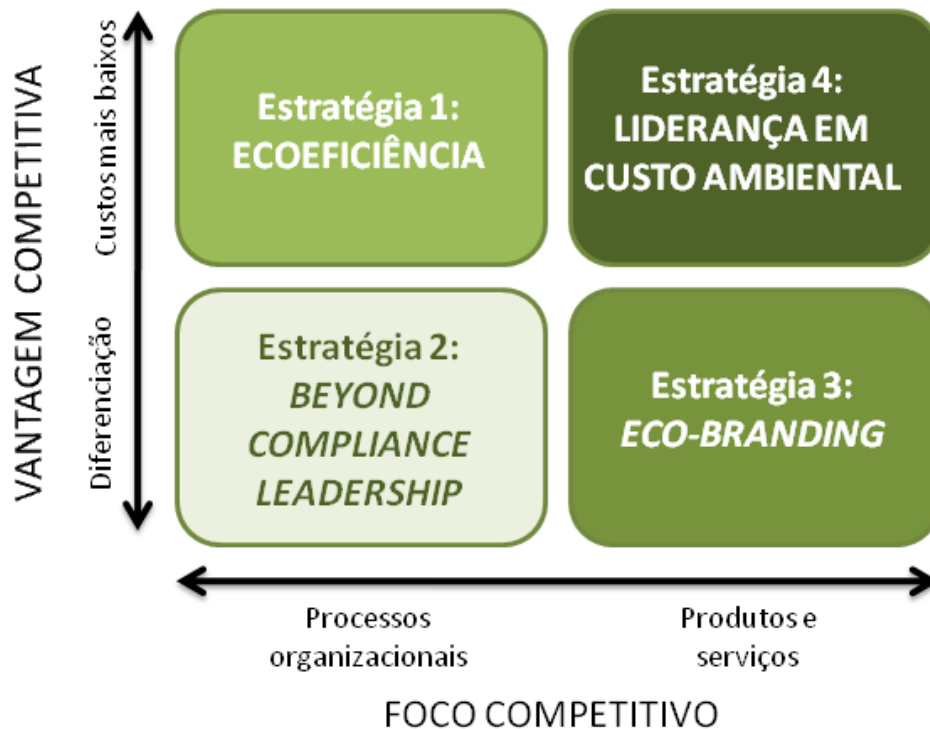 VANTAGEM COMPETITIVA
Custos mais baixos
Diferenciação
Estratégia 1:
ECOEFICIÊNCIA
Estratégia 4:
LIDERANÇA EM
CUSTO AMBIENTAL
Estratégia 2:
BEYOND
COMPLIANCE
LEADERSHIP
Estratégia 3:
ECO-BRANDING
Processos
organizacionais
Produtos e
serviços
FOCO COMPETITIVO